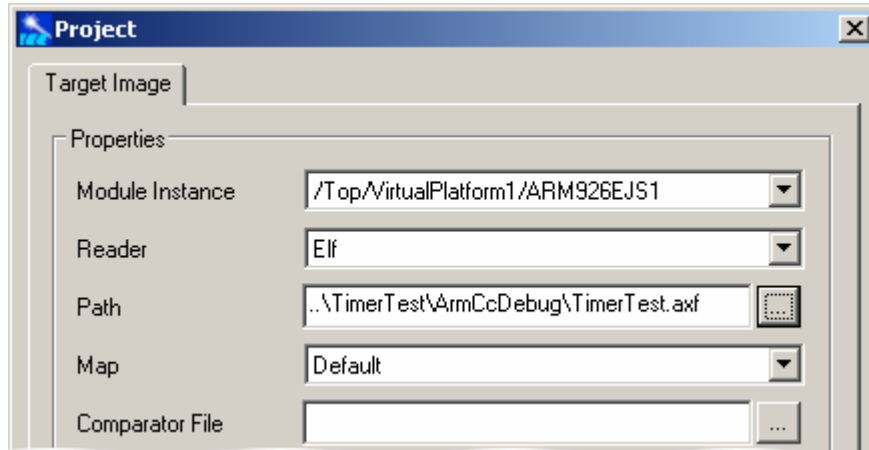 Project
Target Image
Properties
Module Instance /Top/VirtualPlatform1/ARM926EJS1
Reader Elf
Path ..\TimerTest\ArmCcDebug\TimerTest.axf ...
Map Default
Comparator File ...